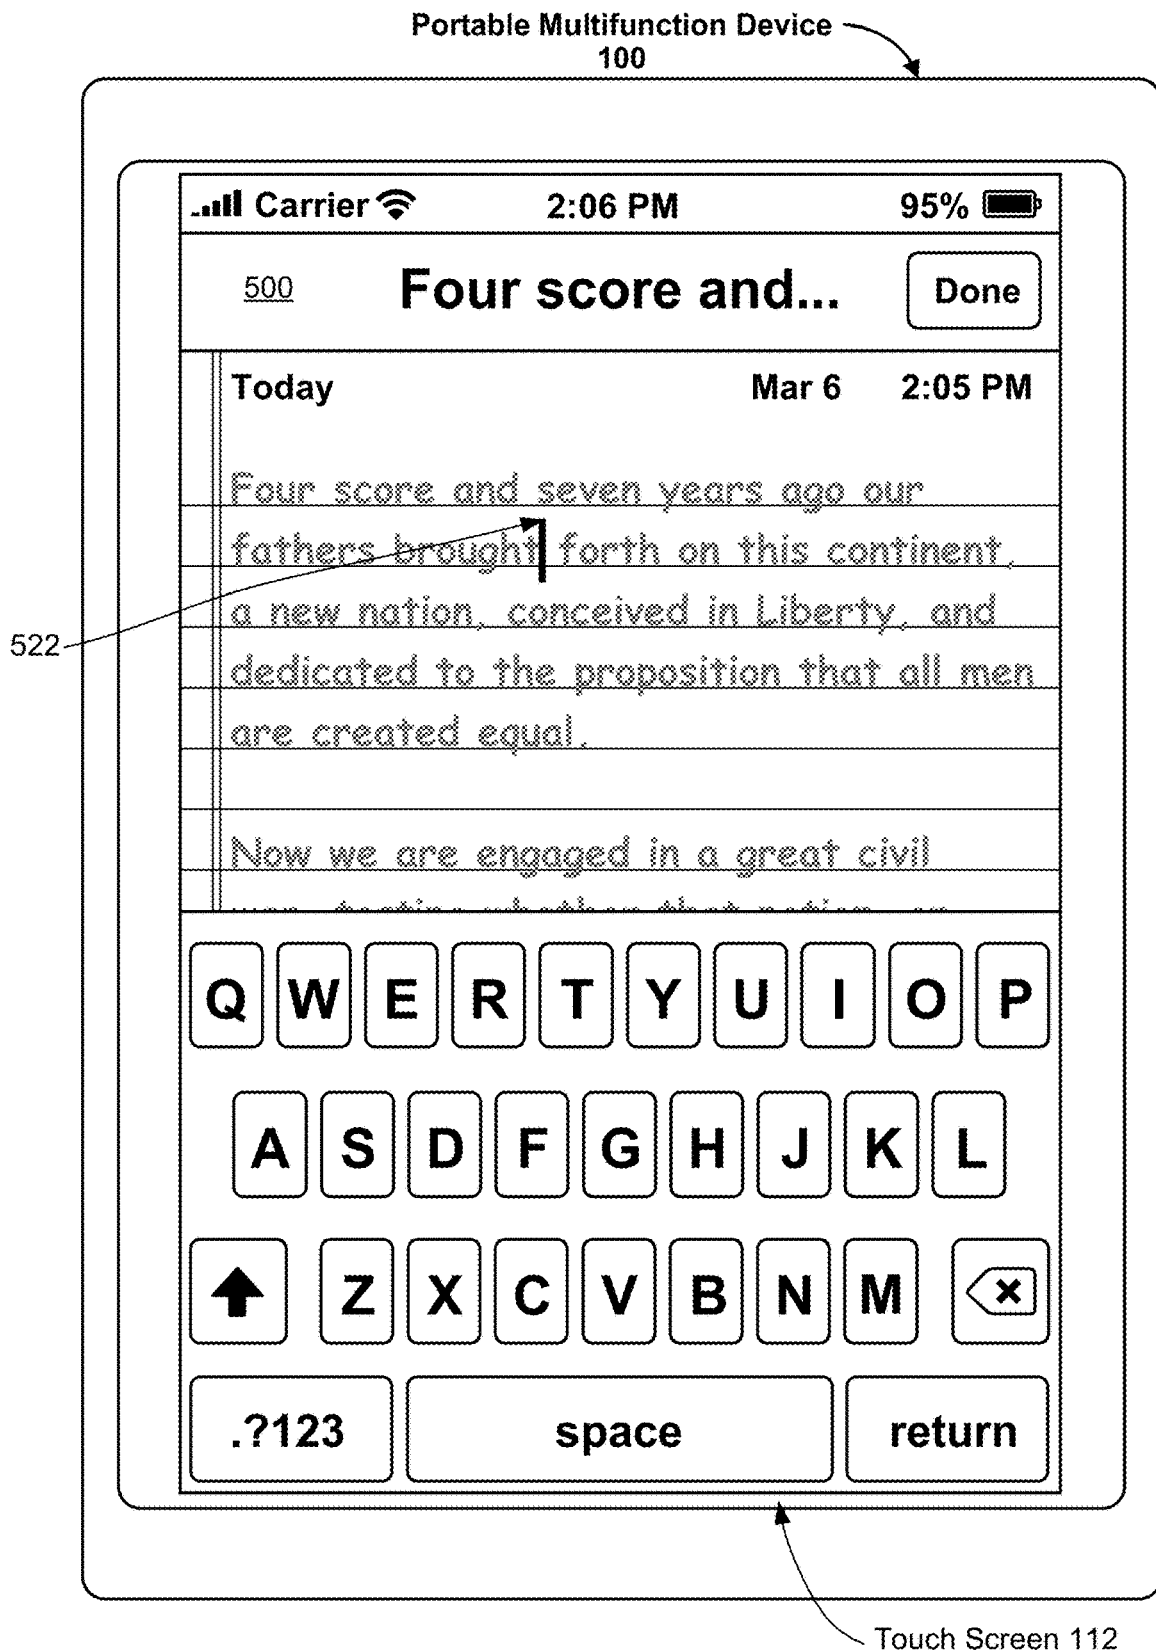 Portable Multifunction Device
100
Carrier 2:06 PM 95%
500 Four score and... Done
Today Mar 6 2:05 PM
Four score and seven years ago our
fathers brought forth on this continent,
522
a new nation, conceived in Liberty, and
dedicated to the proposition that all men
are created equal.
Now we are engaged in a great civil
Q W E R T Y U I O P
A S D F G H J K L
Z X C V B N M
.?123 space return
Touch Screen 112